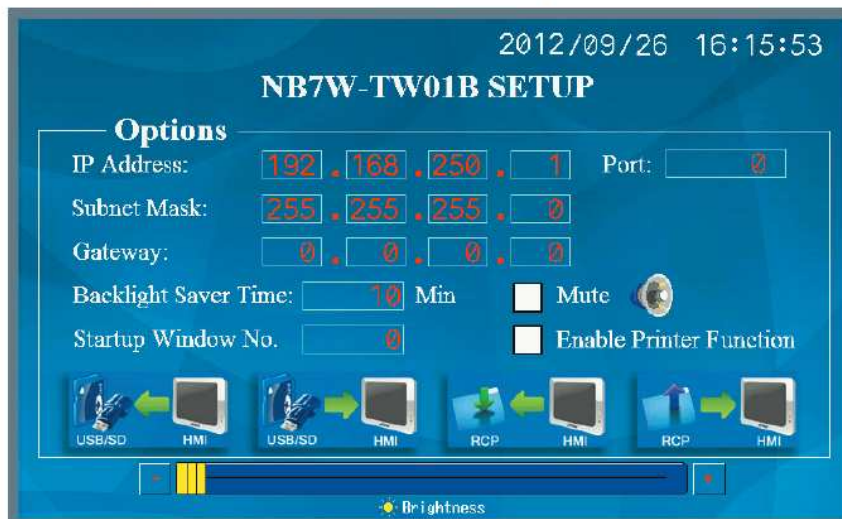 2012/09/26 16:15:53
NB7W-TW01B SETUP
Options
IP Address: 192 . 168 . 250 . 1 Port: 0
Subnet Mask: 255 . 255 . 255 . 0
Gateway: 0 . 0 . 0 . 0
Backlight Saver Time: 10 Min Mute
Startup Window No. 0 Enable Printer Function
USB/SD HMI USB/SD HMI RCP HMI RCP HMI
- +
Brightness